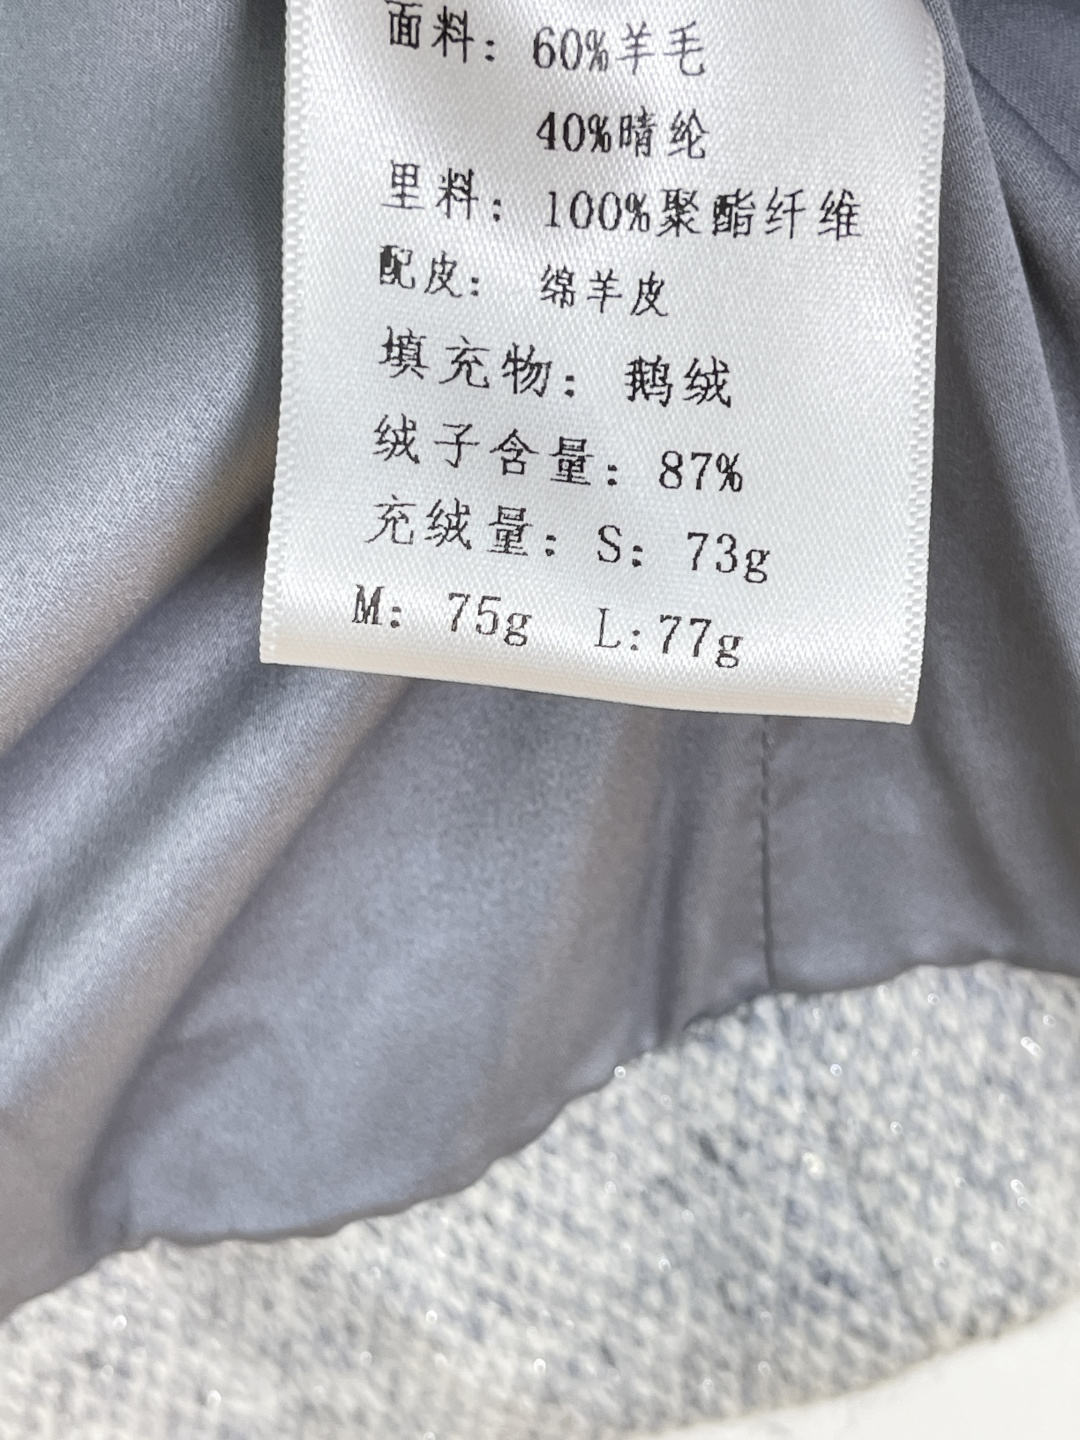 面料：60%羊毛
40%晴纶
里料：100%聚酯纤维
配皮：绵羊皮
填充物：鹅绒
绒子含量：87%
充绒量：S：73g
M：75g L:77g